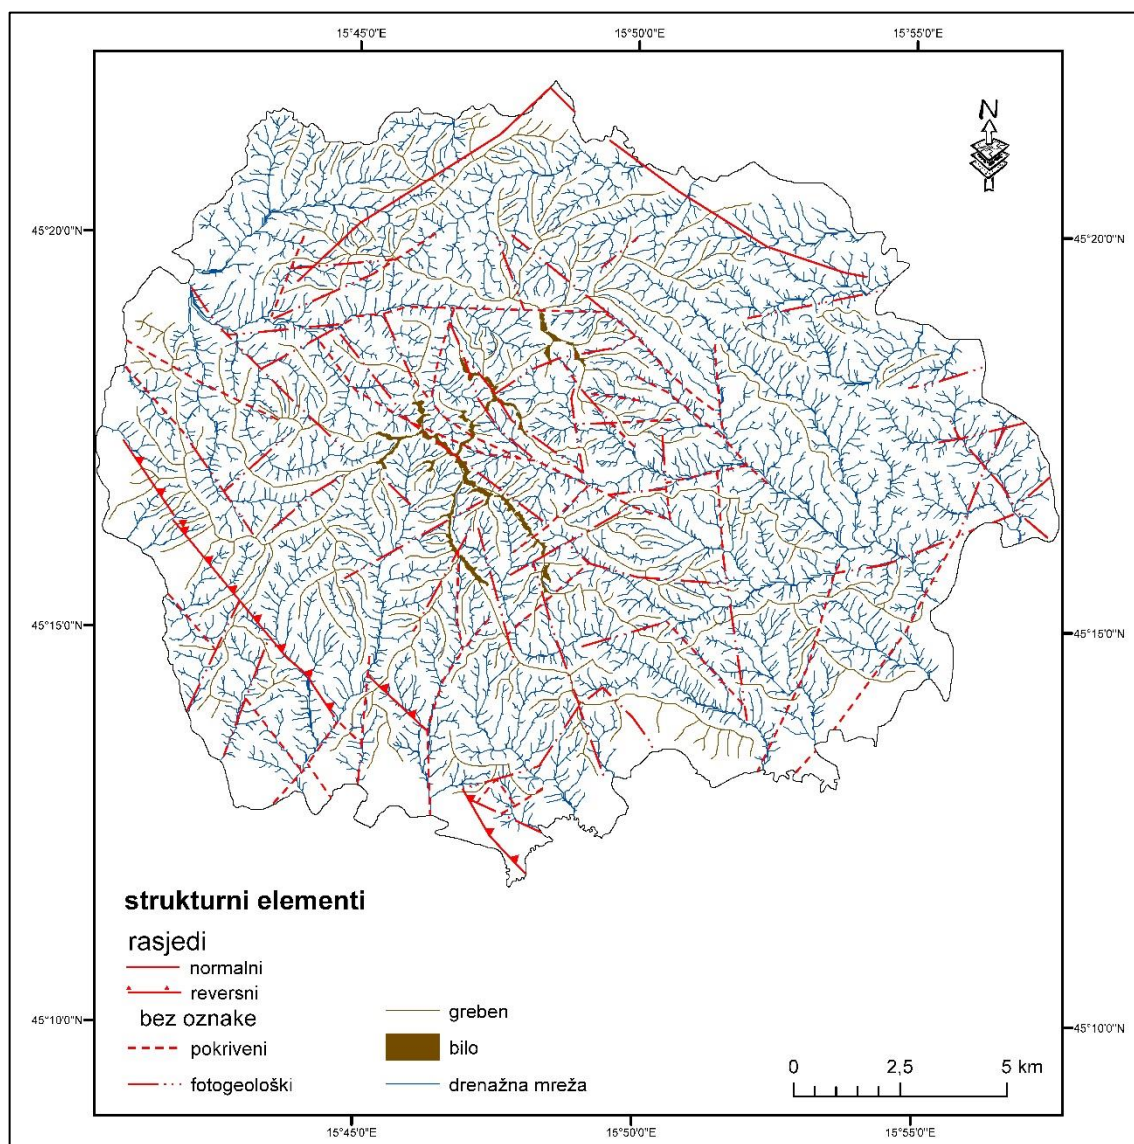 15°45'0"E
15°50'0"E
15°55'0"E
N
45°20'0"N
45°20'0"N
45°15'0"N
45°15'0"N
strukturni elementi
rasjedi
normalni
reversni
bez oznake
greben
pokriveni
bilo
fotogeološki
drenažna mreža
0 2,5 5 km
45°10'0"N
45°10'0"N
15°45'0"E
15°50'0"E
15°55'0"E